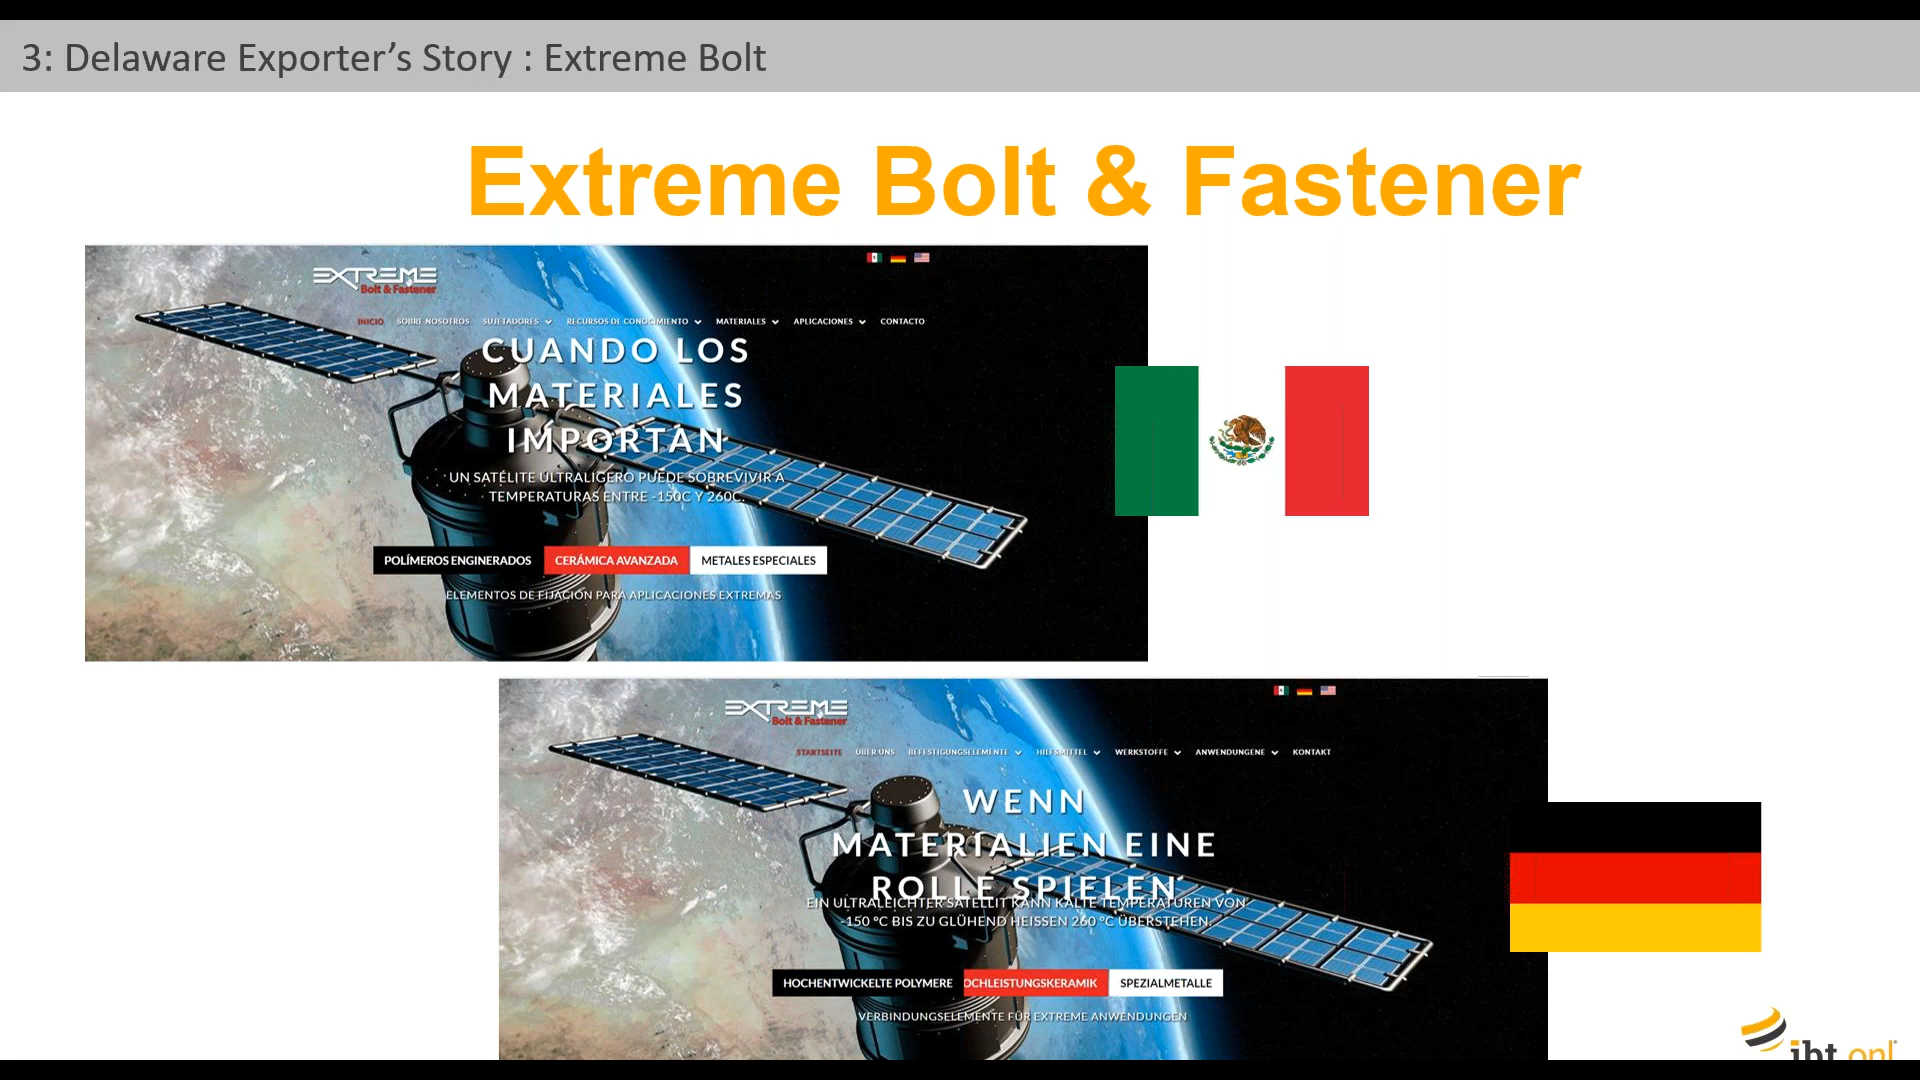 3: Delaware Exporter’s Story : Extreme Bolt
Extreme Bolt & Fastener
EXTREME
Bolt & Fastener
INICIO SOBRE NOSOTROS SUJETADORES RECURSOS DE CONOCIMIENTO MATERIALES APLICACIONES CONTACTO
CUANDO LOS
MATERIALES
IMPORTAN
UN SATÉLITE ULTRALIGERO PUEDE SOBREVIVIR A
TEMPERATURAS ENTRE -150C Y 260C.
POLÍMEROS ENGINERADOS CERÁMICA AVANZADA METALES ESPECIALES
ELEMENTOS DE FIJACIÓN PARA APLICACIONES EXTREMAS
EXTREME
Bolt & Fastener
STARTSEITE ÜBER UNS BEFESTIGUNGSELEMENTE HILFSMITTEL WERKSTOFFE ANWENDUNGENE KONTAKT
WENN
MATERIALIEN EINE
ROLLE SPIELEN
EIN ULTRALEICHTER SATELLIT KANN KALTE TEMPERATUREN VON
-150 °C BIS ZU GLÜHEND HEISSEN 260 °C ÜBERSTEHEN.
HOCHENTWICKELTE POLYMERE OCHLEISTUNGSKERAMIK SPEZIALMETALLE
VERBINDUNGSELEMENTE FÜR EXTREME ANWENDUNGEN
ibt onl